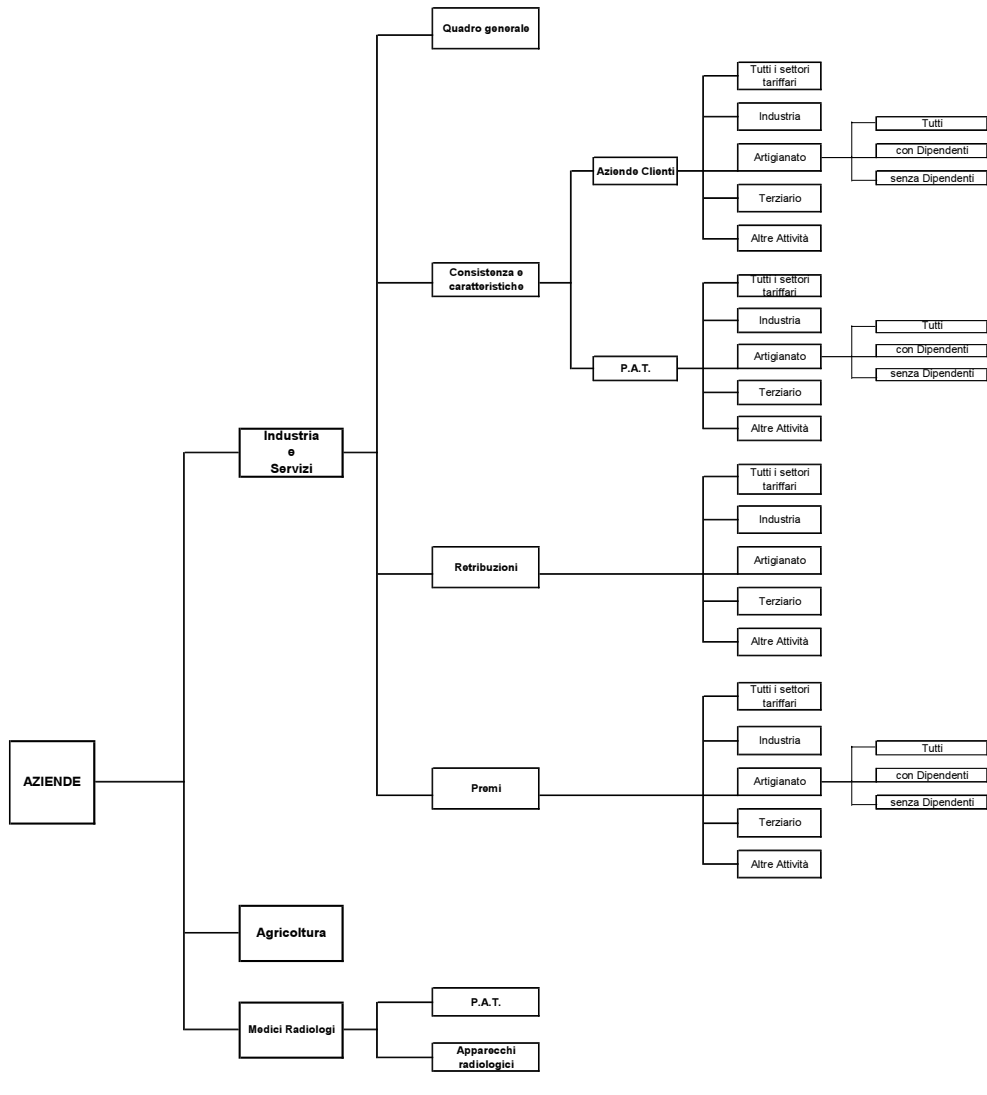 Quadro generale
Tutti i settori
tariffari
Industria
Tutti
Artigianato
con Dipendenti
Aziende Clienti
senza Dipendenti
Terziario
Altre Attività
Consistenza e
caratteristiche
Tutti i settori
tariffari
Industria
Tutti
Artigianato
con Dipendenti
P.A.T.
senza Dipendenti
Terziario
Altre Attività
Industria
e
Servizi
Tutti i settori
tariffari
Industria
Artigianato
Retribuzioni
Terziario
Altre Attività
Tutti i settori
tariffari
Industria
Tutti
AZIENDE
Artigianato
con Dipendenti
Premi
senza Dipendenti
Terziario
Altre Attività
Agricoltura
P.A.T.
Medici Radiologi
Apparecchi
radiologici